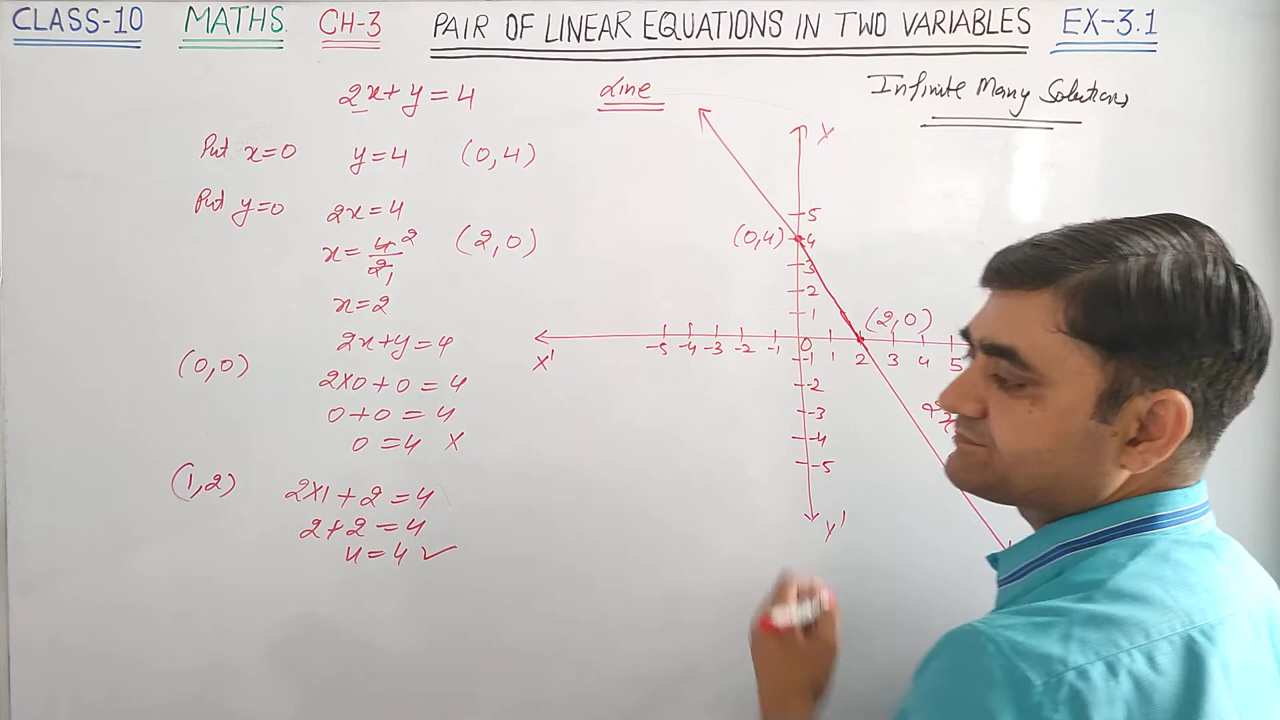 CLASS-10 MATHS. CH-3 PAIR OF LINEAR EQUATIONS IN TWO VARIABLES EX-3.1
2x+y=4
Put x=0 y=4 (0,4)
Put y=0 2x=4
x=4/2 2 1 (2,0)
x=2
2x+y=4
(0,0) 2x0+0=4
0+0=4
0=4 X
(1,2) 2x1+2=4
2+2=4
4=4 ✓
Line
Infinite Many Solutions
X
5
(0,4) 4
3
2
1
(2,0)
X' -5 -4 -3 -2 -1 0 1 2 3 4 5
-1
-2
-3
-4
-5
Y'